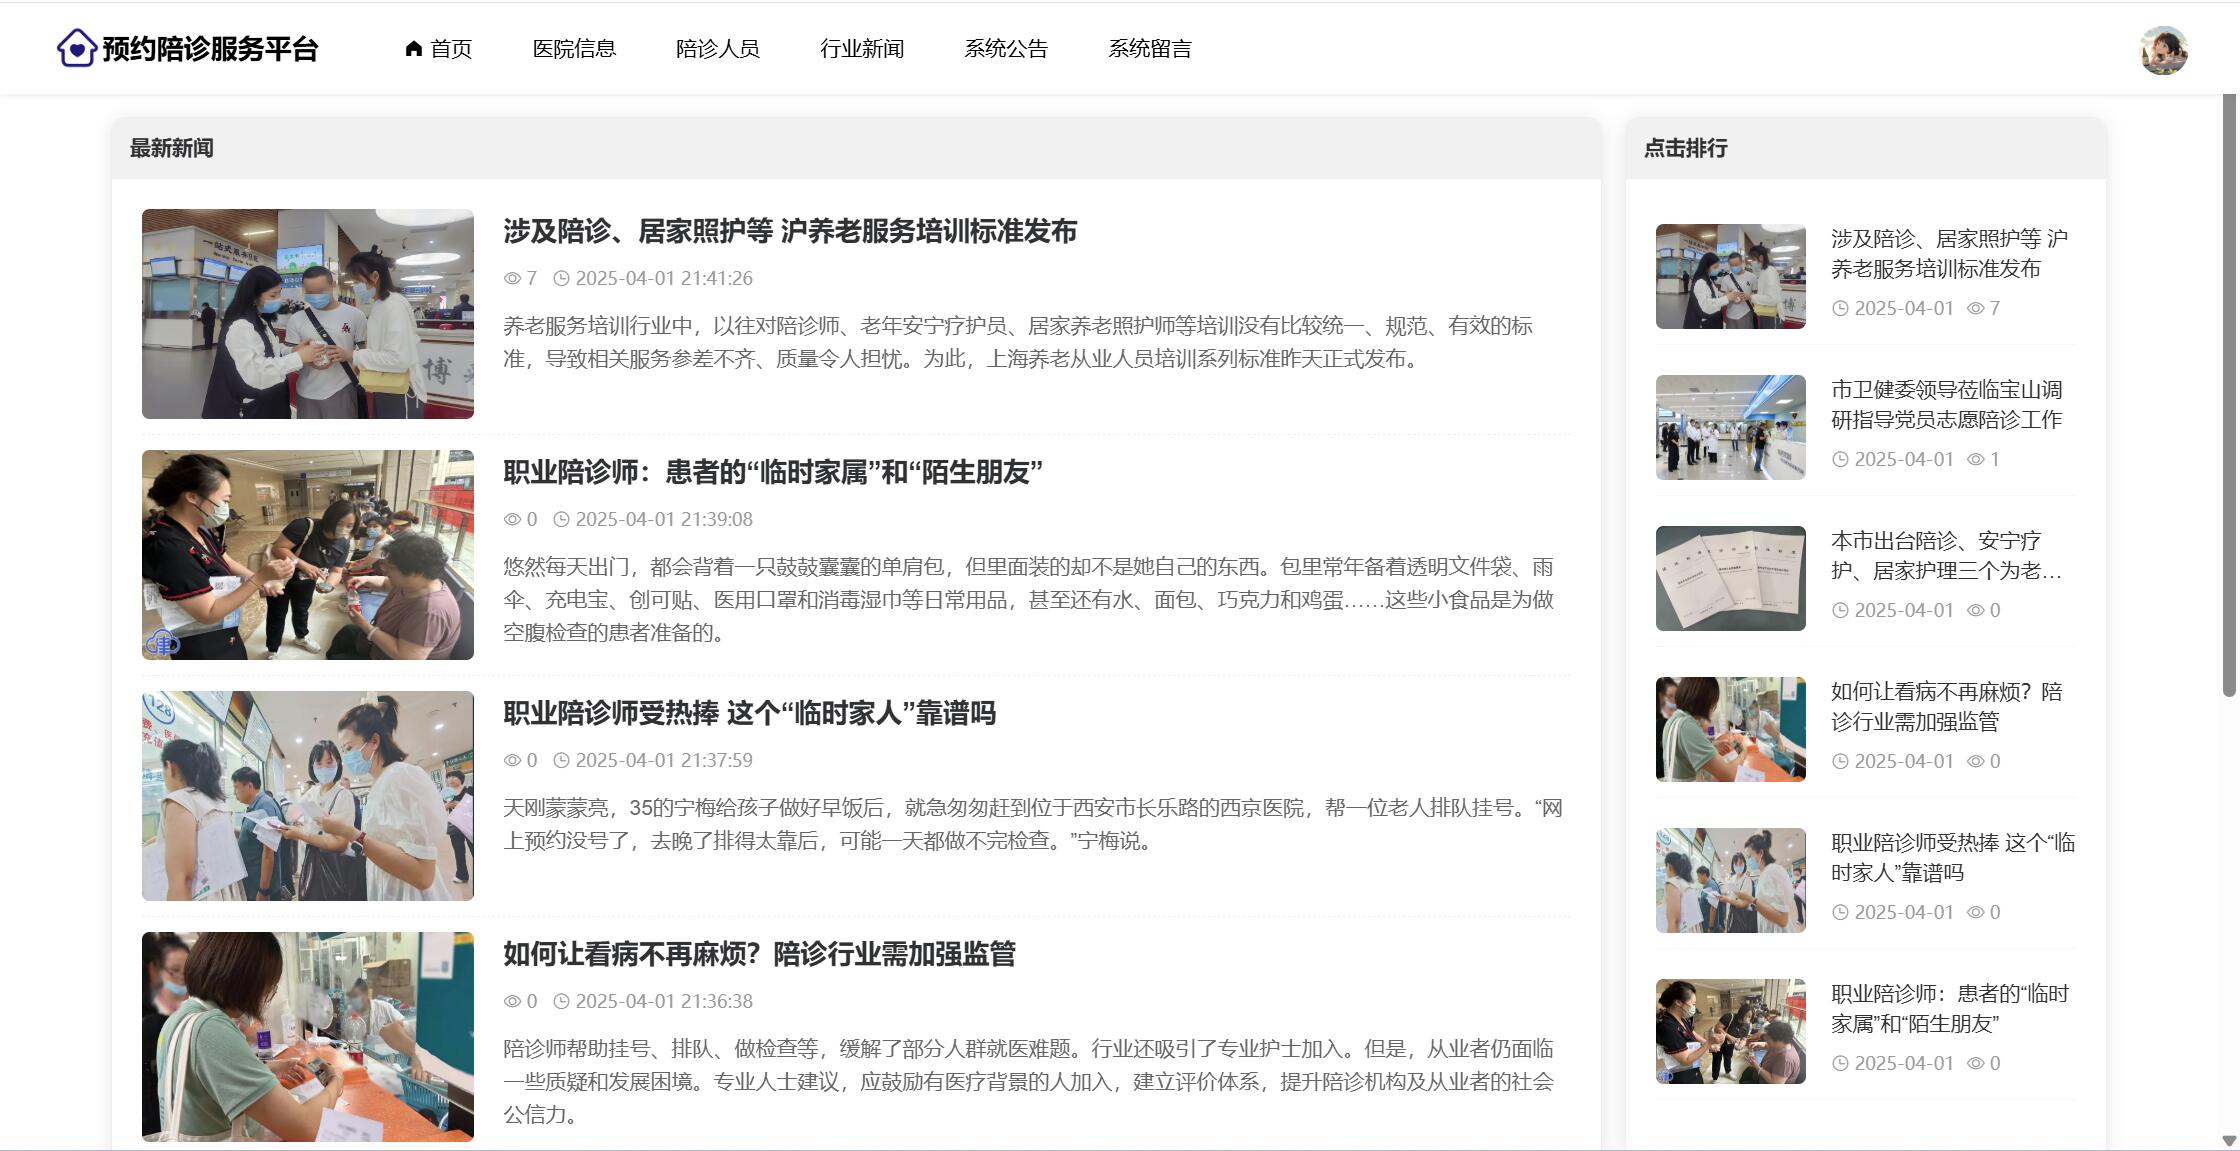 预约陪诊服务平台
首页 医院信息 陪诊人员 行业新闻 系统公告 系统留言
最新新闻
涉及陪诊、居家照护等 沪养老服务培训标准发布
7 2025-04-01 21:41:26
养老服务培训行业中，以往对陪诊师、老年安宁疗护员、居家养老照护师等培训没有比较统一、规范、有效的标
准，导致相关服务参差不齐、质量令人担忧。为此，上海养老从业人员培训系列标准昨天正式发布。
职业陪诊师：患者的“临时家属”和“陌生朋友”
0 2025-04-01 21:39:08
悠然每天出门，都会背着一只鼓鼓囊囊的单肩包，但里面装的却不是她自己的东西。包里常年备着透明文件袋、雨
伞、充电宝、创可贴、医用口罩和消毒湿巾等日常用品，甚至还有水、面包、巧克力和鸡蛋……这些小食品是为做
空腹检查的患者准备的。
职业陪诊师受热捧 这个“临时家人”靠谱吗
0 2025-04-01 21:37:59
天刚蒙蒙亮，35的宁梅给孩子做好早饭后，就急匆匆赶到位于西安市长乐路的西京医院，帮一位老人排队挂号。“网
上预约没号了，去晚了排得太靠后，可能一天都做不完检查。”宁梅说。
如何让看病不再麻烦？陪诊行业需加强监管
0 2025-04-01 21:36:38
陪诊师帮助挂号、排队、做检查等，缓解了部分人群就医难题。行业还吸引了专业护士加入。但是，从业者仍面临
一些质疑和发展困境。专业人士建议，应鼓励有医疗背景的人加入，建立评价体系，提升陪诊机构及从业者的社会
公信力。
点击排行
涉及陪诊、居家照护等 沪
养老服务培训标准发布
2025-04-01 7
市卫健委领导莅临宝山调
研指导党员志愿陪诊工作
2025-04-01 1
本市出台陪诊、安宁疗
护、居家护理三个为老…
2025-04-01 0
如何让看病不再麻烦？陪
诊行业需加强监管
2025-04-01 0
职业陪诊师受热捧 这个“临
时家人”靠谱吗
2025-04-01 0
职业陪诊师：患者的“临时
家属”和“陌生朋友”
2025-04-01 0